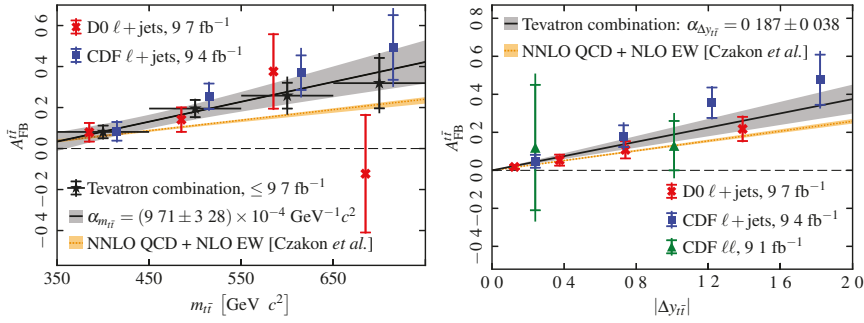 D0 ℓ+jets, 9 7 fb⁻¹
CDF ℓ+jets, 9 4 fb⁻¹
Tevatron combination, ≤ 9 7 fb⁻¹
α_{m_{tt̄}} = (9 71 ± 3 28) × 10⁻⁴ GeV⁻¹c²
NNLO QCD + NLO EW [Czakon et al.]
A_{FB}^{tt̄}
0 6
0 4
0 2
0 0
−0 2
−0 4
350 450 550 650
m_{tt̄} [GeV c²]
Tevatron combination: α_{Δy_{tt̄}} = 0 187 ± 0 038
NNLO QCD + NLO EW [Czakon et al.]
D0 ℓ+jets, 9 7 fb⁻¹
CDF ℓ+jets, 9 4 fb⁻¹
CDF ℓℓ, 9 1 fb⁻¹
A_{FB}^{tt̄}
0 8
0 6
0 4
0 2
0 0
−0 2
−0 4
0 0 0 4 0 8 1 2 1 6 2 0
|Δy_{tt̄}|